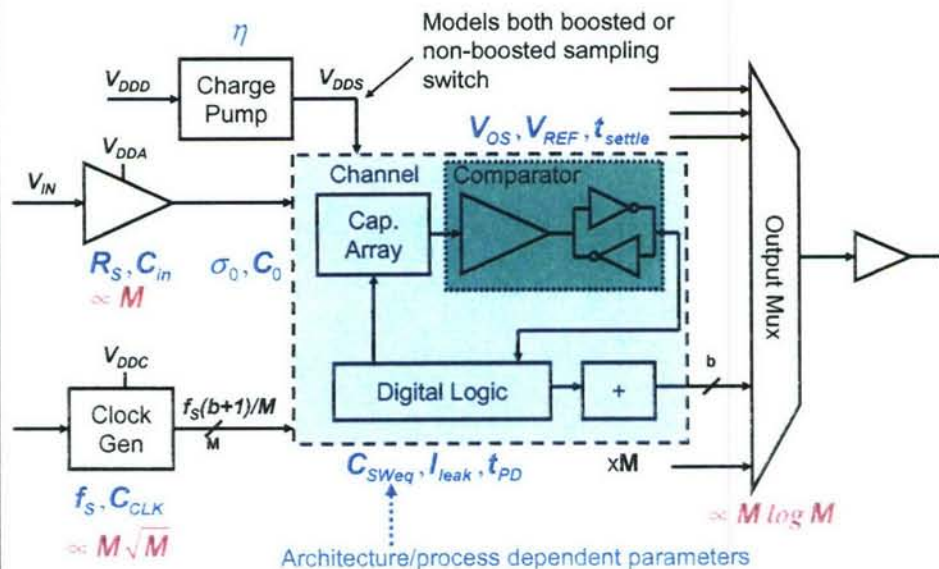 Models both boosted or
non-boosted sampling
switch
η
V_DDD
Charge
Pump
V_DDS
V_OS, V_REF, t_settle
V_DDA
V_IN
Channel
Comparator
Cap.
Array
Output Mux
R_S, C_in
∝ M
σ_0, C_0
V_DDC
Clock
Gen
f_S(b+1)/M
M
Digital Logic
+
b
xM
f_S, C_CLK
∝ M√M
C_SWeq, I_leak, t_PD
∝ M log M
Architecture/process dependent parameters